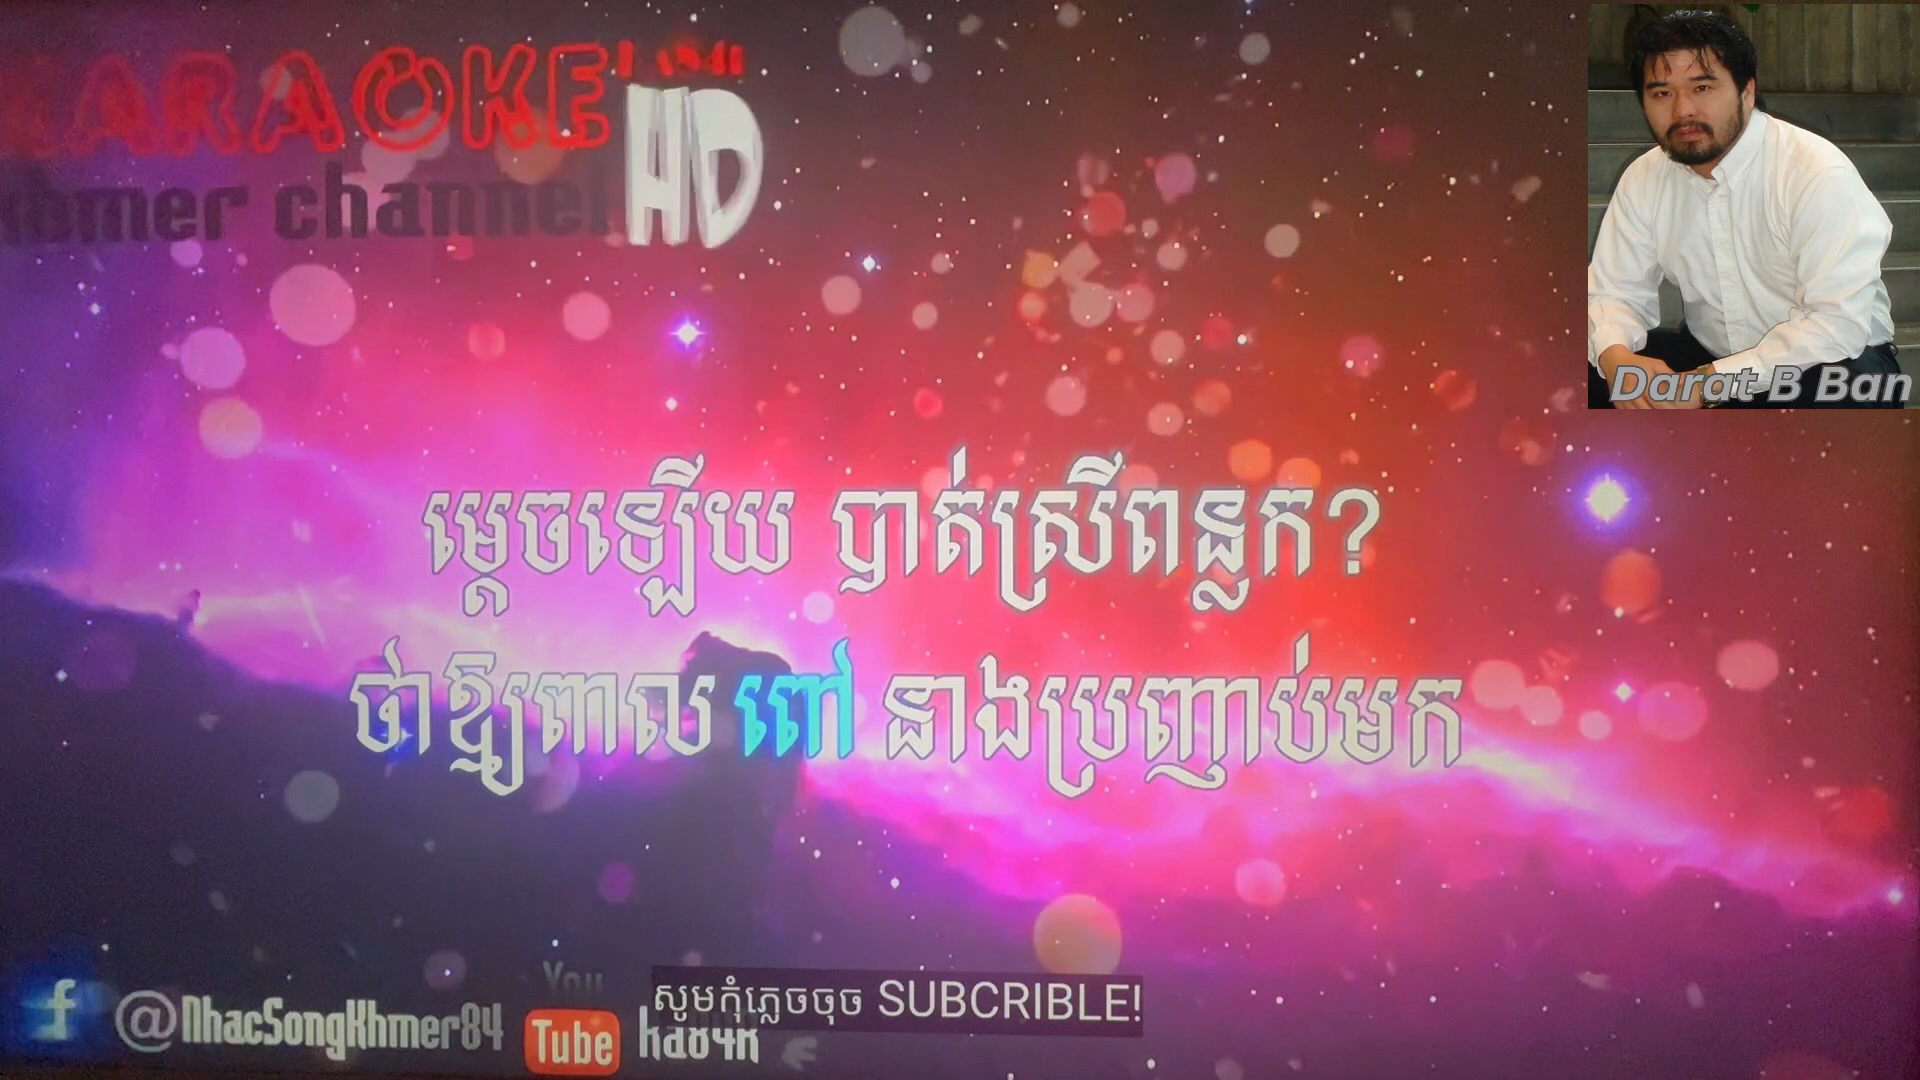 KARAOKE
HD
khmer channel
Darat B Ban
ម្ដេចឡើយ បាត់ស្រីពន្លក?
ថាឱ្យពាល ពៅ នាងប្រញាប់មក
f @NhacSongKhmer84
You Tube
សូមកុំភ្លេចចុច SUBCRIBLE!